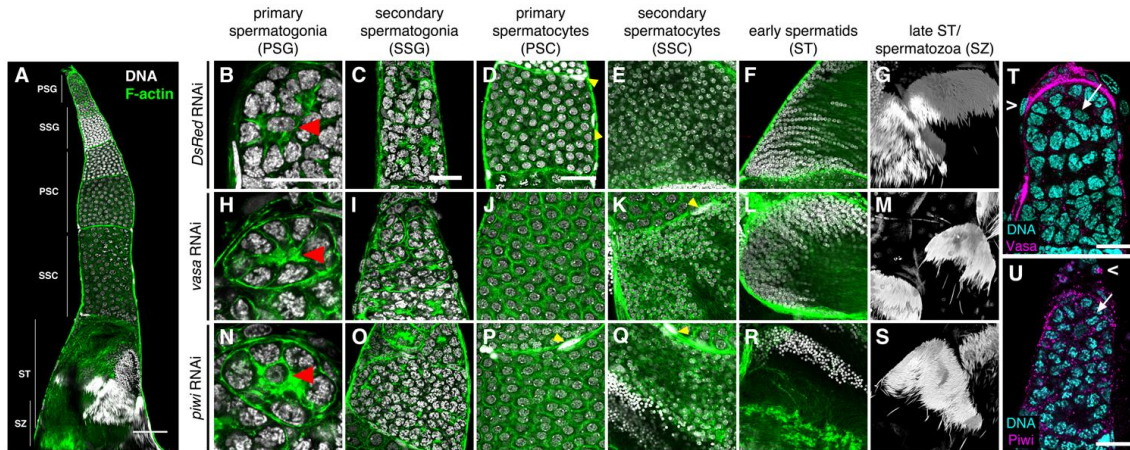 primary
spermatogonia
(PSG)
secondary
spermatogonia
(SSG)
primary
spermatocytes
(PSC)
secondary
spermatocytes
(SSC)
early spermatids
(ST)
late ST/
spermatozoa (SZ)
A
DNA
F-actin
PSG
SSG
PSC
SSC
ST
SZ
DsRed RNAi
B
C
D
E
F
G
vasa RNAi
H
I
J
K
L
M
piwi RNAi
N
O
P
Q
R
S
T
>
DNA
Vasa
U
<
DNA
Piwi